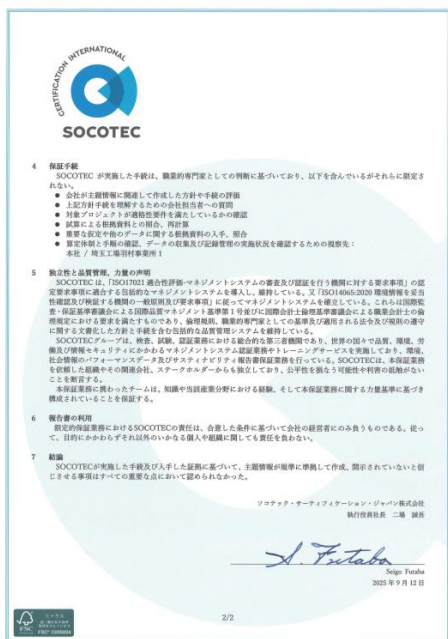 CERTIFICATION INTERNATIONAL
SOCOTEC
4 保証手続
SOCOTEC が実施した手続は、職業的専門家としての判断に基づいており、以下を含んでいるがそれらに限定さ
れない。
● 会社が主題情報に関連して作成した方針や手続の評価
● 上記方針手続を理解するための会社担当者への質問
● 対象プロジェクトが適格性要件を満たしているかの確認
● 試算による根拠資料との照合、再計算
● 重要な仮定や他のデータに関する根拠資料の入手、照合
● 算定体制と手順の確認、データの収集及び記録管理の実施状況を確認するための視察先：
本社 / 埼玉工場羽村事業所 1
5 独立性と品質管理、力量の声明
SOCOTEC は、「ISO17021 適合性評価-マネジメントシステムの審査及び認証を行う機関に対する要求事項」の認
定要求事項に適合する包括的なマネジメントシステムを導入し、維持している。又「ISO14065:2020 環境情報を妥当
性確認及び検証する機関の一般原則及び要求事項」に従ってマネジメントシステムを確立している。これらは国際監
査・保証基準審議会による国際品質マネジメント基準第 1 号並びに国際会計士倫理基準審議会による職業会計士の倫
理規定における要求を満たすものであり、倫理規則、職業的専門家としての基準及び適用される法令及び規則の遵守
に関する文書化した方針と手続を含む包括的な品質管理システムを維持している。
SOCOTECグループは、検査、試験、認証業務における総合的な第三者機関であり、世界の国々で品質、環境、労
働及び情報セキュリティにかかわるマネジメントシステム認証業務やトレーニングサービスを実施しており、環境、
社会情報のパフォーマンスデータ及びサステナビリティ報告書保証業務を行っている。SOCOTECは、本保証業務
を依頼した組織やその関連会社、ステークホルダーからも独立しており、公平性を損なう可能性や利害の抵触がない
ことを断言する。
本保証業務に携わったチームは、知識や当該産業分野における経験、そして本保証業務に関する力量基準に基づき
構成されていることを保証する。
6 報告書の利用
限定的保証業務におけるSOCOTECの責任は、合意した条件に基づいて会社の経営者にのみ負うものである。従っ
て、目的にかかわらずそれ以外のいかなる個人や組織に関しても責任を負わない。
7 結論
SOCOTECが実施した手続及び入手した証拠に基づいて、主題情報が規準に準拠して作成、開示されていないと信
じさせる事項はすべての重要な点において認められなかった。
ソコテック・サーティフィケーション・ジャパン株式会社
執行役員社長 二場 誠吾
S. Futaba
Seigo Futaba
2025 年 9 月 12 日
FSC
ミックス
2/2